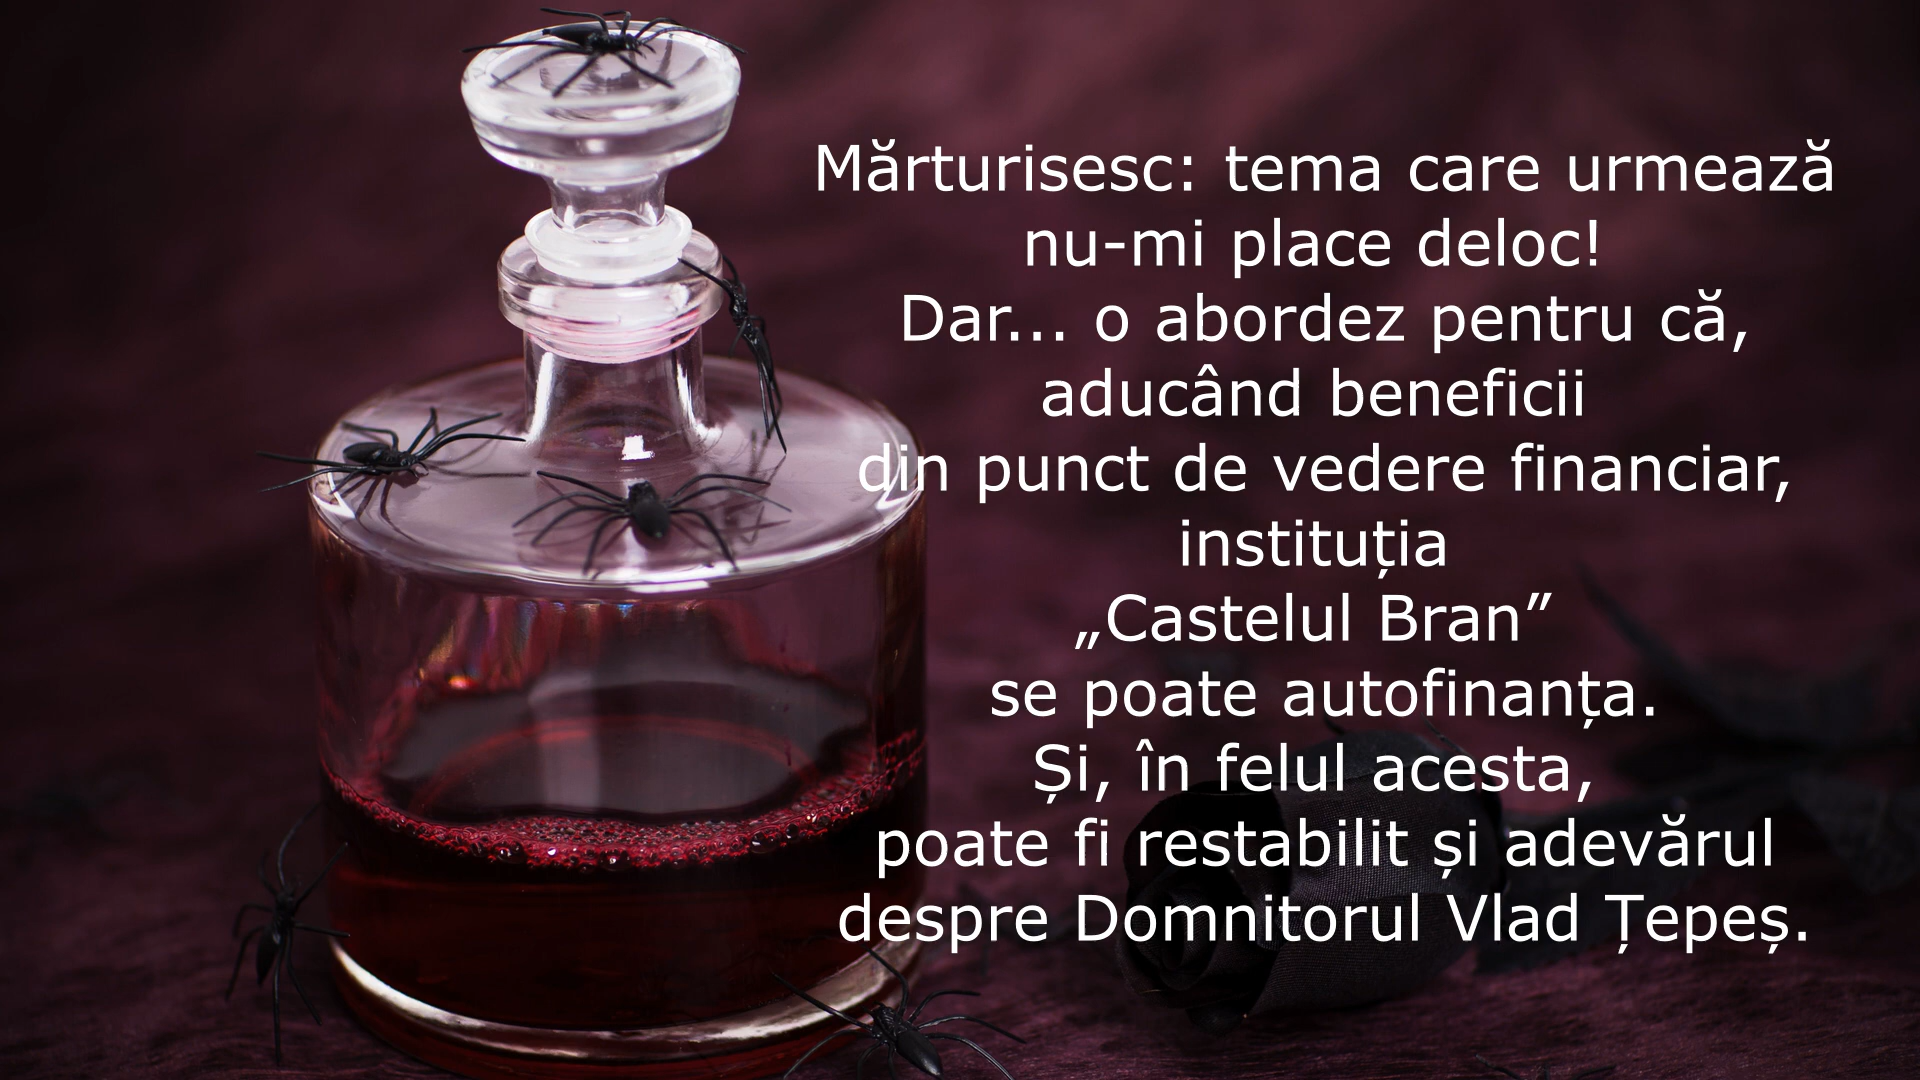 Mărturisesc: tema care urmează
nu-mi place deloc!
Dar... o abordez pentru că,
aducând beneficii
din punct de vedere financiar,
instituția
„Castelul Bran”
se poate autofinanța.
Și, în felul acesta,
poate fi restabilit și adevărul
despre Domnitorul Vlad Țepeș.